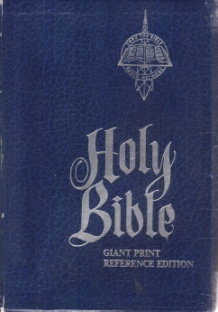 Holy
Bible
GIANT PRINT
REFERENCE EDITION